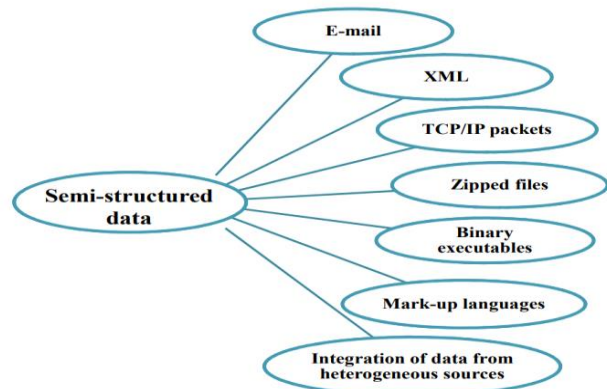 E-mail
XML
TCP/IP packets
Zipped files
Semi-structured
data
Binary
executables
Mark-up languages
Integration of data from
heterogeneous sources